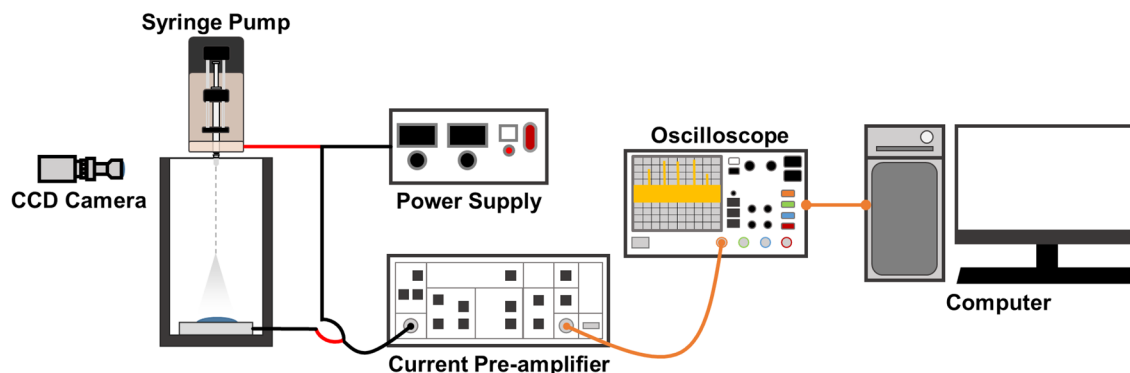 Syringe Pump
CCD Camera
Power Supply
Current Pre-amplifier
Oscilloscope
Computer